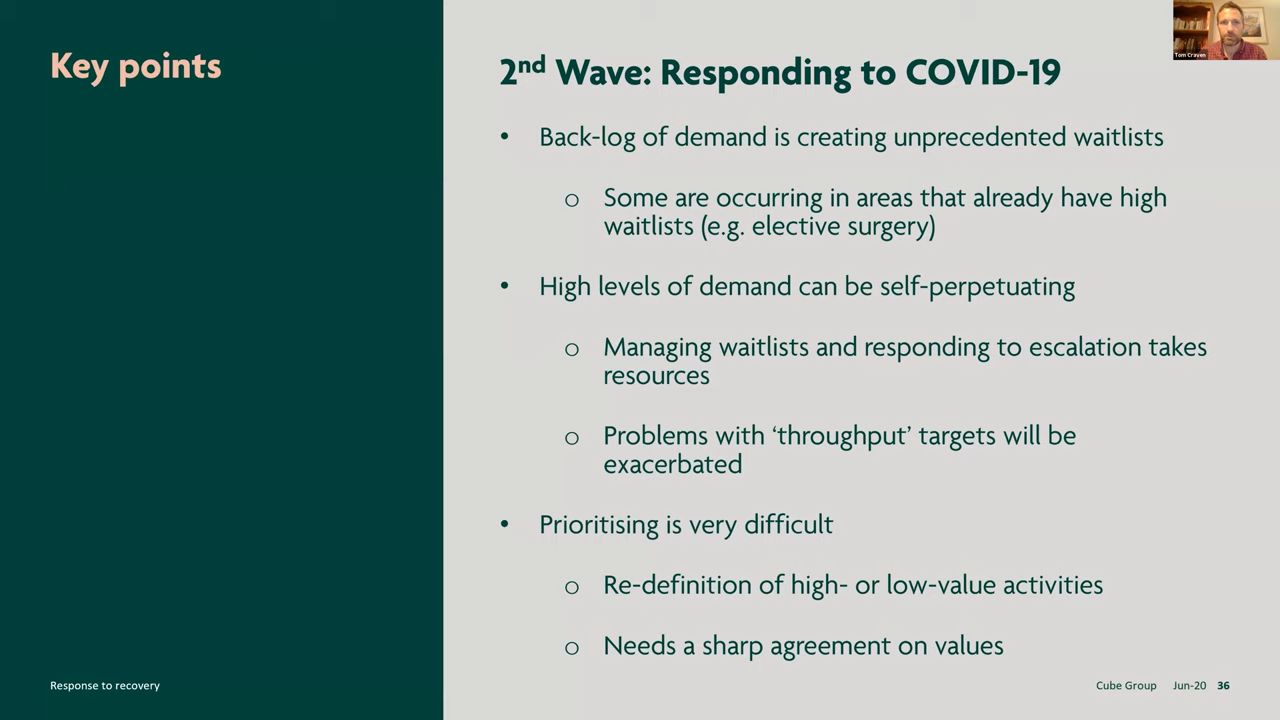 Key points
2nd Wave: Responding to COVID-19
• Back-log of demand is creating unprecedented waitlists
o Some are occurring in areas that already have high
waitlists (e.g. elective surgery)
• High levels of demand can be self-perpetuating
o Managing waitlists and responding to escalation takes
resources
o Problems with ‘throughput’ targets will be
exacerbated
• Prioritising is very difficult
o Re-definition of high- or low-value activities
o Needs a sharp agreement on values
Response to recovery
Cube Group Jun-20 36
Tom Craven